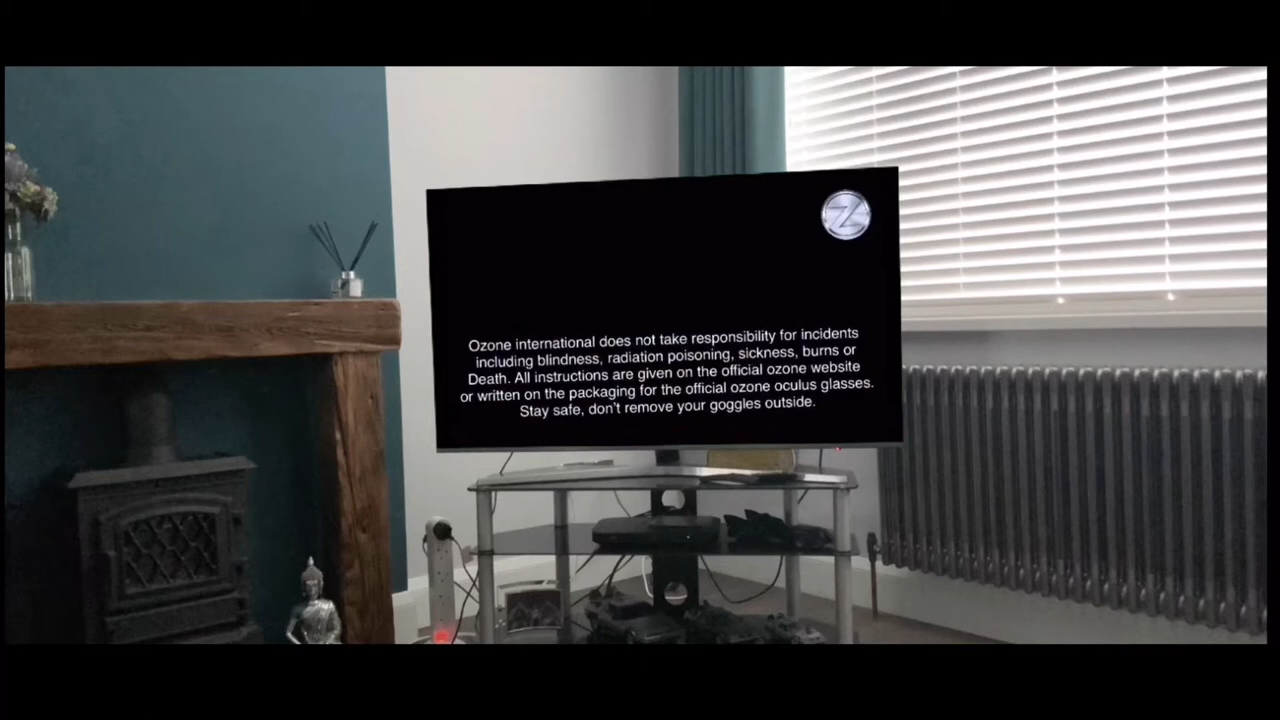 Ozone international does not take responsibility for incidents
including blindness, radiation poisoning, sickness, burns or
Death. All instructions are given on the official ozone website
or written on the packaging for the official ozone oculus glasses.
Stay safe, don't remove your goggles outside.